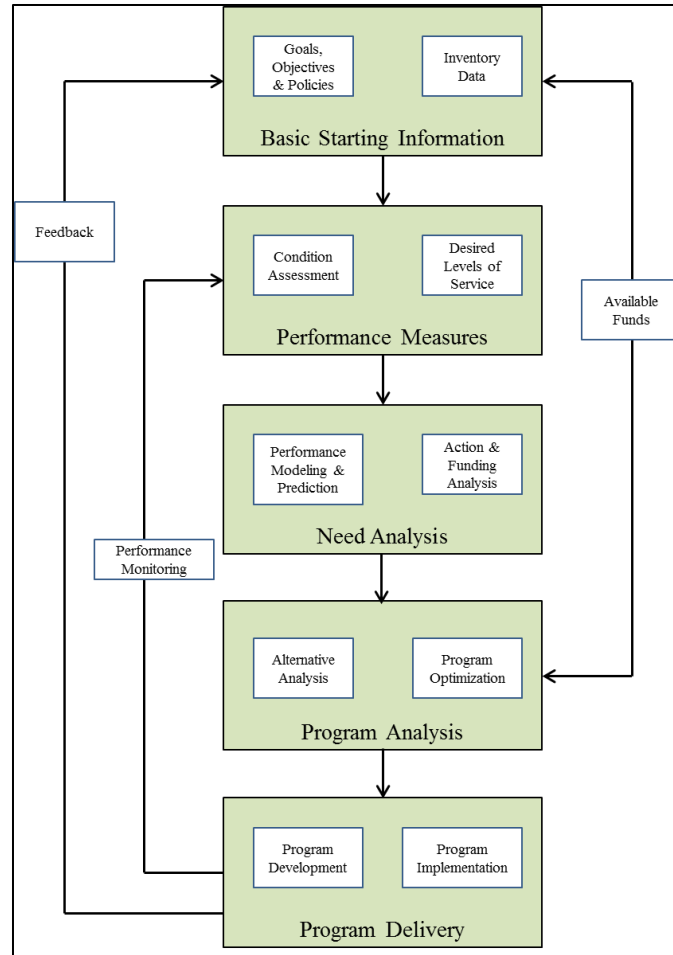 Goals,
Objectives
& Policies
Inventory
Data
Basic Starting Information
Feedback
Condition
Assessment
Desired
Levels of
Service
Performance Measures
Available
Funds
Performance
Modeling &
Prediction
Action &
Funding
Analysis
Need Analysis
Performance
Monitoring
Alternative
Analysis
Program
Optimization
Program Analysis
Program
Development
Program
Implementation
Program Delivery